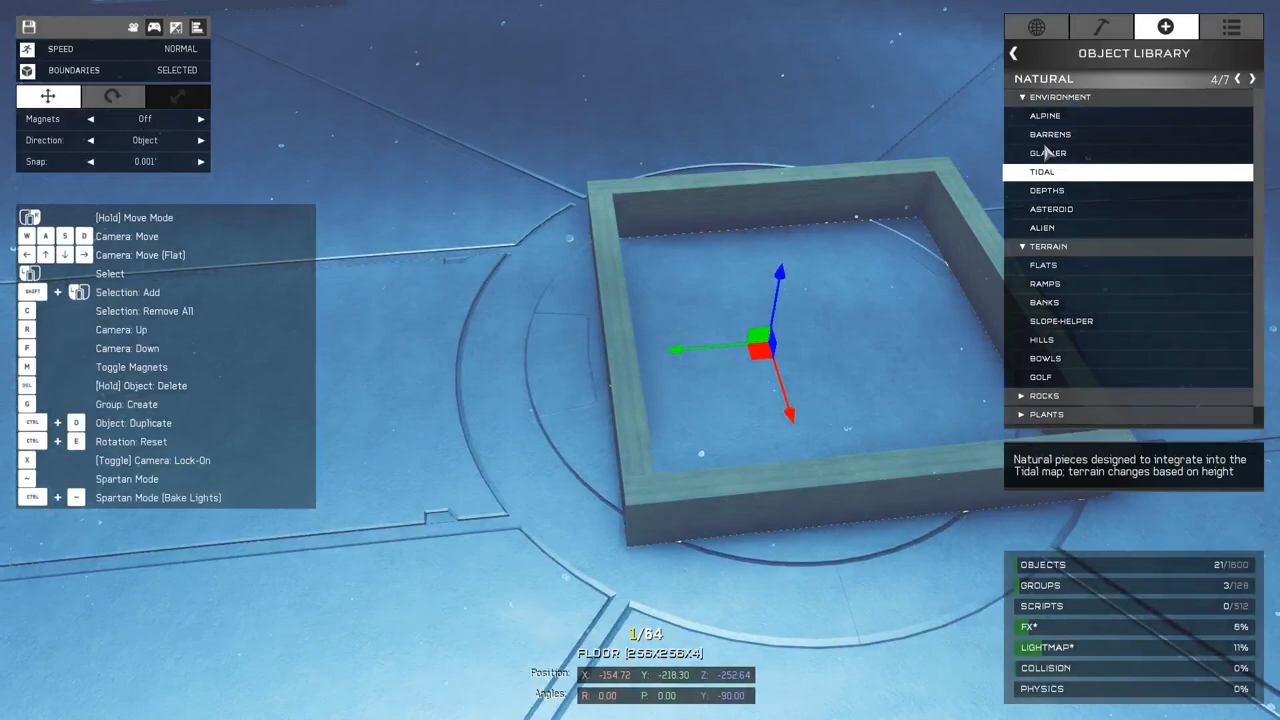 SPEED NORMAL
BOUNDARIES SELECTED
Magnets Off
Direction: Object
Snap: 0.001'
[Hold] Move Mode
W A S D Camera: Move
← ↑ ↓ → Camera: Move (Flat)
Select
SHIFT + Selection: Add
C Selection: Remove All
R Camera: Up
F Camera: Down
M Toggle Magnets
DEL [Hold] Object: Delete
G Group: Create
CTRL + D Object: Duplicate
CTRL + E Rotation: Reset
X [Toggle] Camera: Lock-On
~ Spartan Mode
CTRL + ~ Spartan Mode (Bake Lights)
1/64
FLOOR [256X256X4]
Position: X: -154.72 Y: -218.30 Z: -252.64
Angles: R: 0.00 P: 0.00 Y: -90.00
OBJECT LIBRARY
NATURAL 4/7
ENVIRONMENT
ALPINE
BARRENS
GLACIER
TIDAL
DEPTHS
ASTEROID
ALIEN
TERRAIN
FLATS
RAMPS
BANKS
SLOPE-HELPER
HILLS
BOWLS
GOLF
ROCKS
PLANTS
Natural pieces designed to integrate into the
Tidal map; terrain changes based on height
OBJECTS 21/1600
GROUPS 3/128
SCRIPTS 0/512
FX* 6%
LIGHTMAP* 11%
COLLISION 0%
PHYSICS 0%